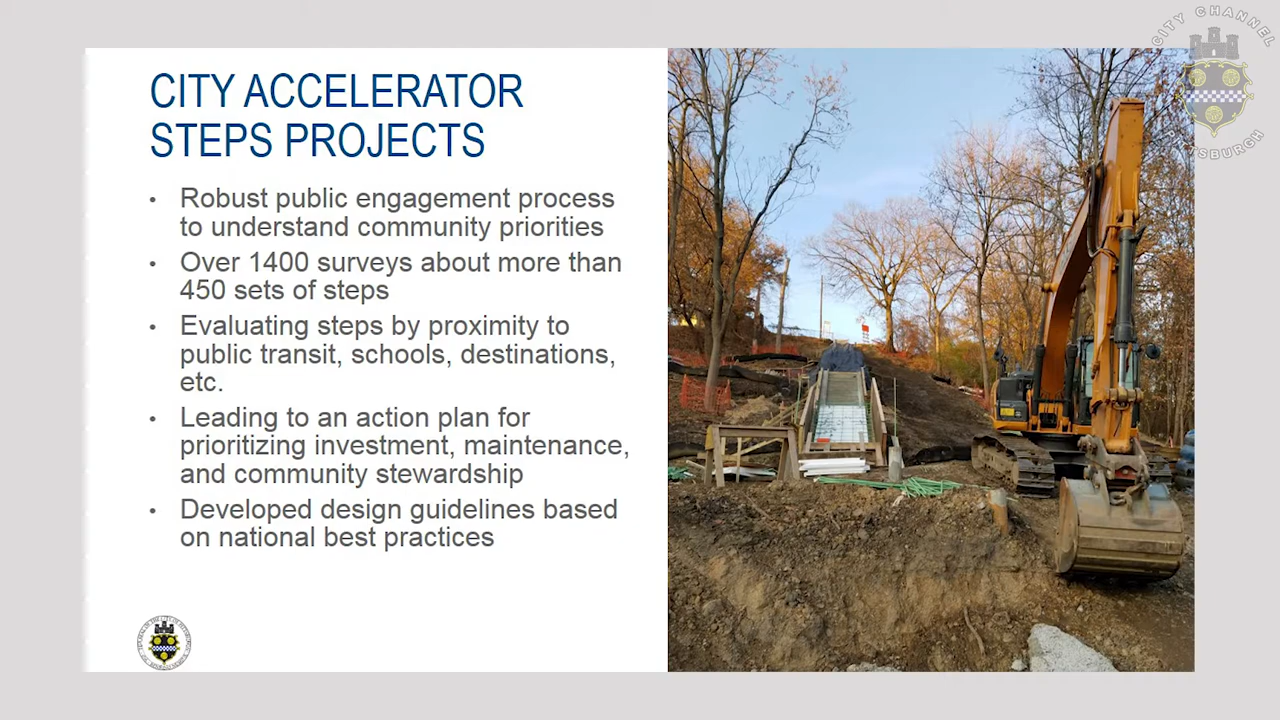 CITY CHANNEL
PITTSBURGH
CITY ACCELERATOR
STEPS PROJECTS
• Robust public engagement process
to understand community priorities
• Over 1400 surveys about more than
450 sets of steps
• Evaluating steps by proximity to
public transit, schools, destinations,
etc.
• Leading to an action plan for
prioritizing investment, maintenance,
and community stewardship
• Developed design guidelines based
on national best practices